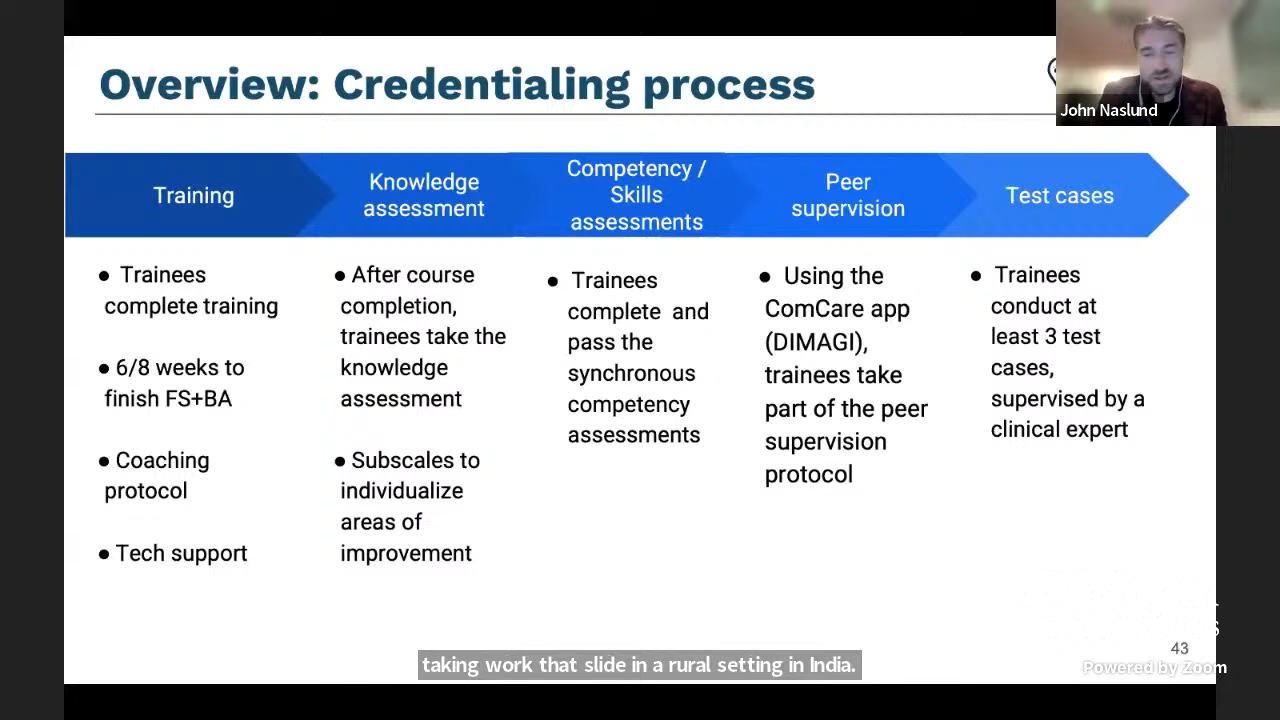 Overview: Credentialing process
John Naslund
Training
Knowledge
assessment
Competency /
Skills
assessments
Peer
supervision
Test cases
● Trainees
complete training
● 6/8 weeks to
finish FS+BA
● Coaching
protocol
● Tech support
● After course
completion,
trainees take the
knowledge
assessment
● Subscales to
individualize
areas of
improvement
● Trainees
complete and
pass the
synchronous
competency
assessments
● Using the
ComCare app
(DIMAGI),
trainees take
part of the peer
supervision
protocol
● Trainees
conduct at
least 3 test
cases,
supervised by a
clinical expert
43
taking work that slide in a rural setting in India.
Powered by Zoom